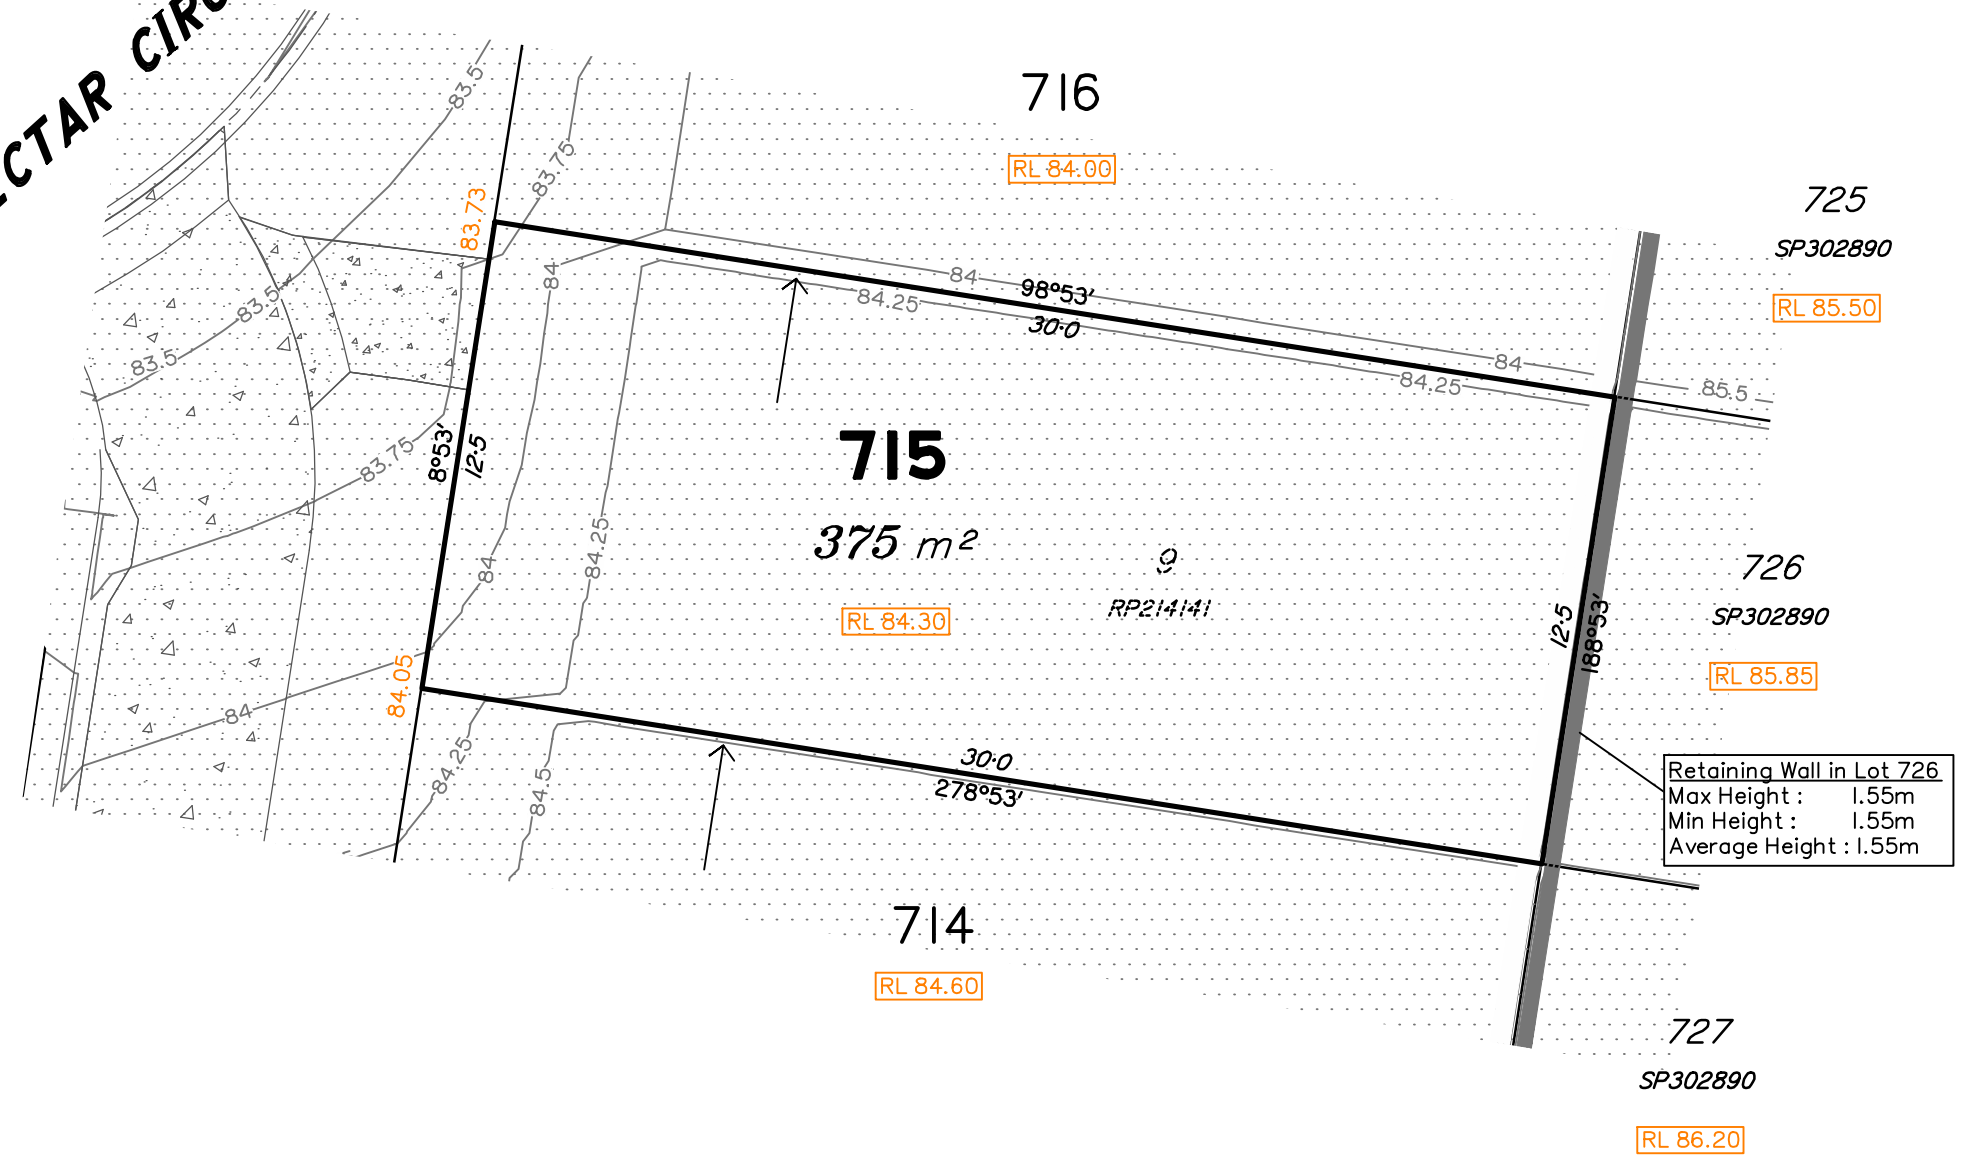 CTAR CIRC
716
RL 84.00
725
SP302890
RL 85.50
83.5
83.75
83.73
84
84
98°53'
84.25
30·0
84
84.25
85.5
83.5
83.5
83.75
8°53'
12·5
715
375 m²
RL 84.30
9
RP214141
84
84.25
84.05
84
12·5
188°53'
726
SP302890
RL 85.85
Retaining Wall in Lot 726
Max Height : 1.55m
Min Height : 1.55m
Average Height : 1.55m
84.25
84.5
30·0
278°53'
714
RL 84.60
727
SP302890
RL 86.20